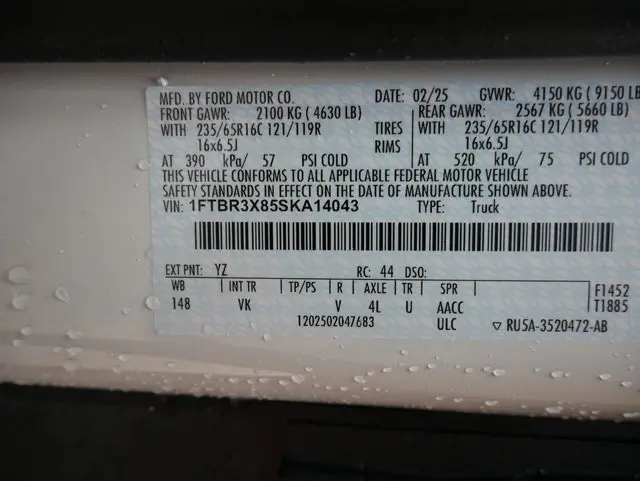 MFD. BY FORD MOTOR CO. DATE: 02/25 GVWR: 4150 KG ( 9150 LB
FRONT GAWR: 2100 KG ( 4630 LB) REAR GAWR: 2567 KG ( 5660 LB)
WITH 235/65R16C 121/119R TIRES WITH 235/65R16C 121/119R
16x6.5J RIMS 16x6.5J
AT 390 kPa/ 57 PSI COLD AT 520 kPa/ 75 PSI COLD
THIS VEHICLE CONFORMS TO ALL APPLICABLE FEDERAL MOTOR VEHICLE
SAFETY STANDARDS IN EFFECT ON THE DATE OF MANUFACTURE SHOWN ABOVE.
VIN: 1FTBR3X85SKA14043 TYPE: Truck
EXT PNT: YZ RC: 44 DSO:
WB INT TR TP/PS R AXLE TR SPR F1452
148 VK V 4L U AACC T1885
1202502047683 ULC ▽ RU5A-3520472-AB